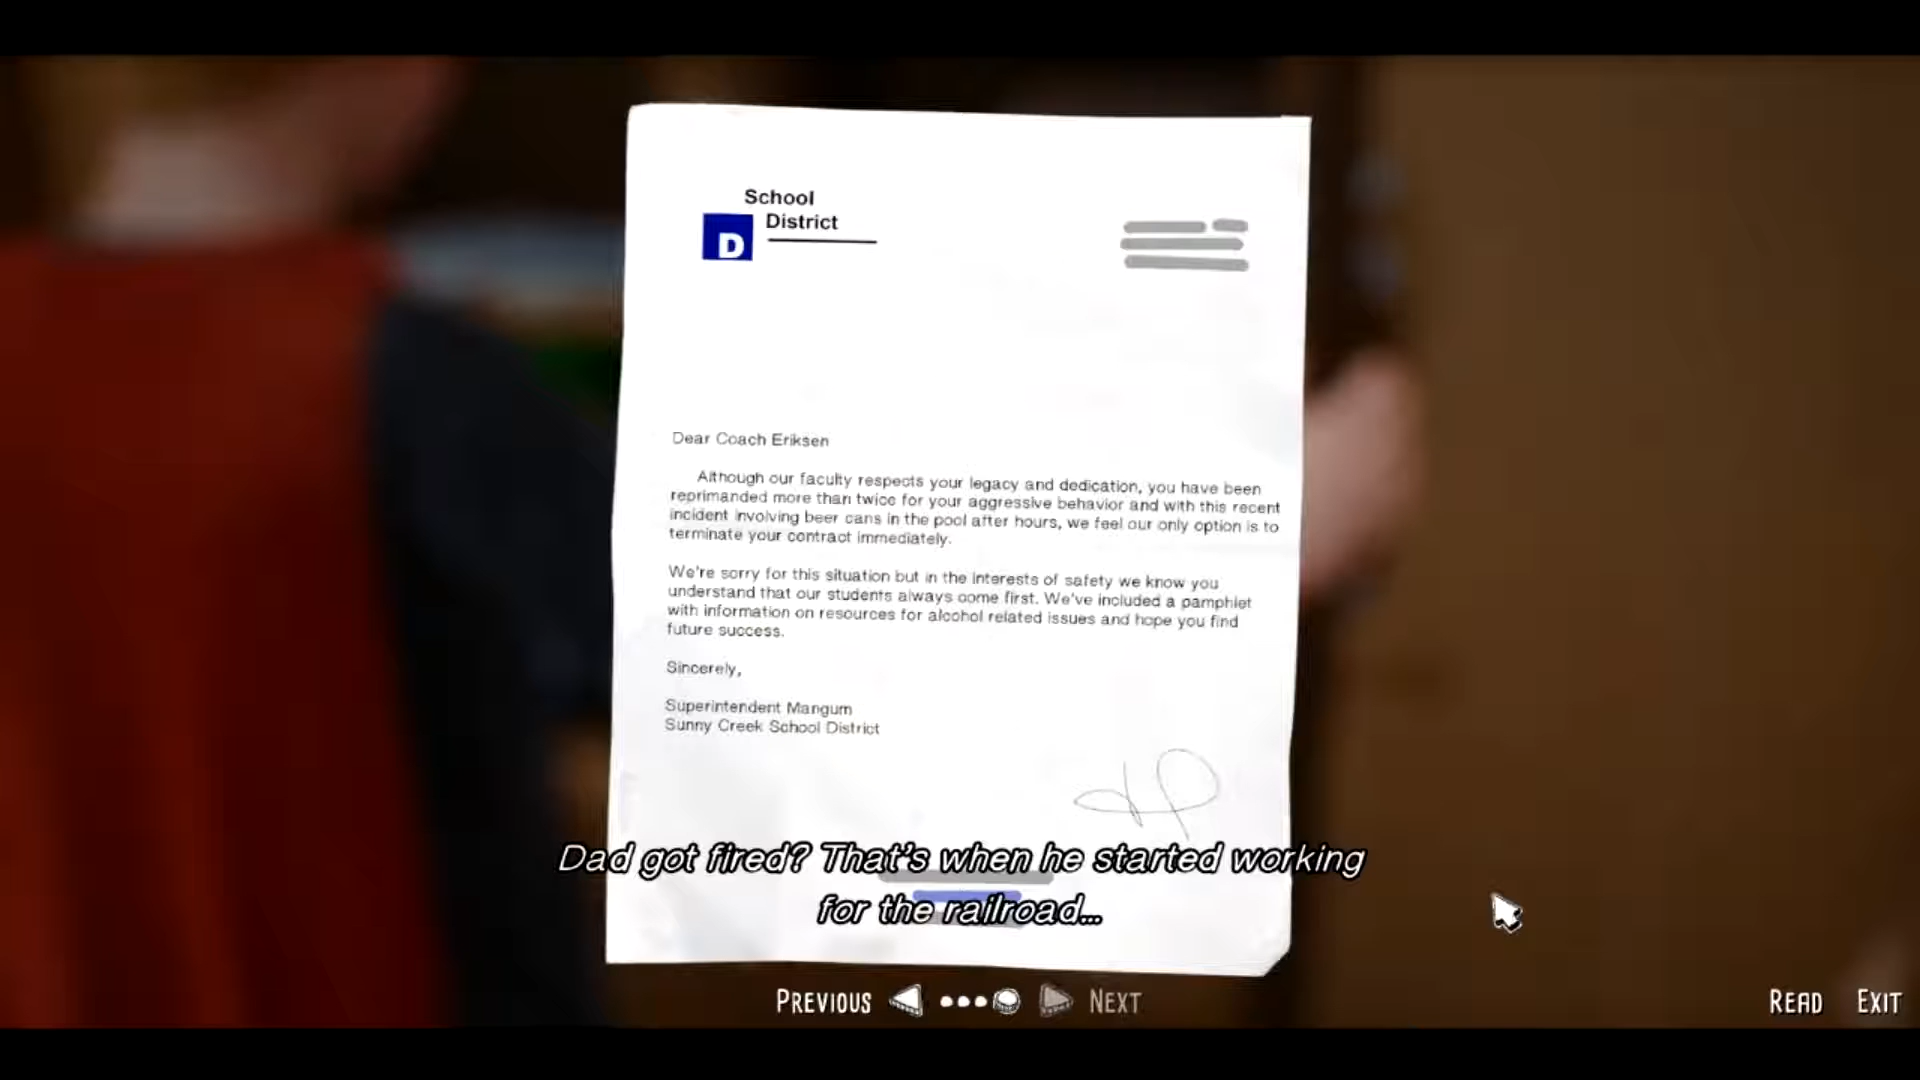 School
District
D
Dear Coach Eriksen
Although our faculty respects your legacy and dedication, you have been
reprimanded more than twice for your aggressive behavior and with this recent
incident involving beer cans in the pool after hours, we feel our only option is to
terminate your contract immediately.
We're sorry for this situation but in the interests of safety we know you
understand that our students always come first. We've included a pamphlet
with information on resources for alcohol related issues and hope you find
future success.
Sincerely,
Superintendent Mangum
Sunny Creek School District
Dad got fired? That's when he started working
for the railroad...
PREVIOUS NEXT
READ EXIT